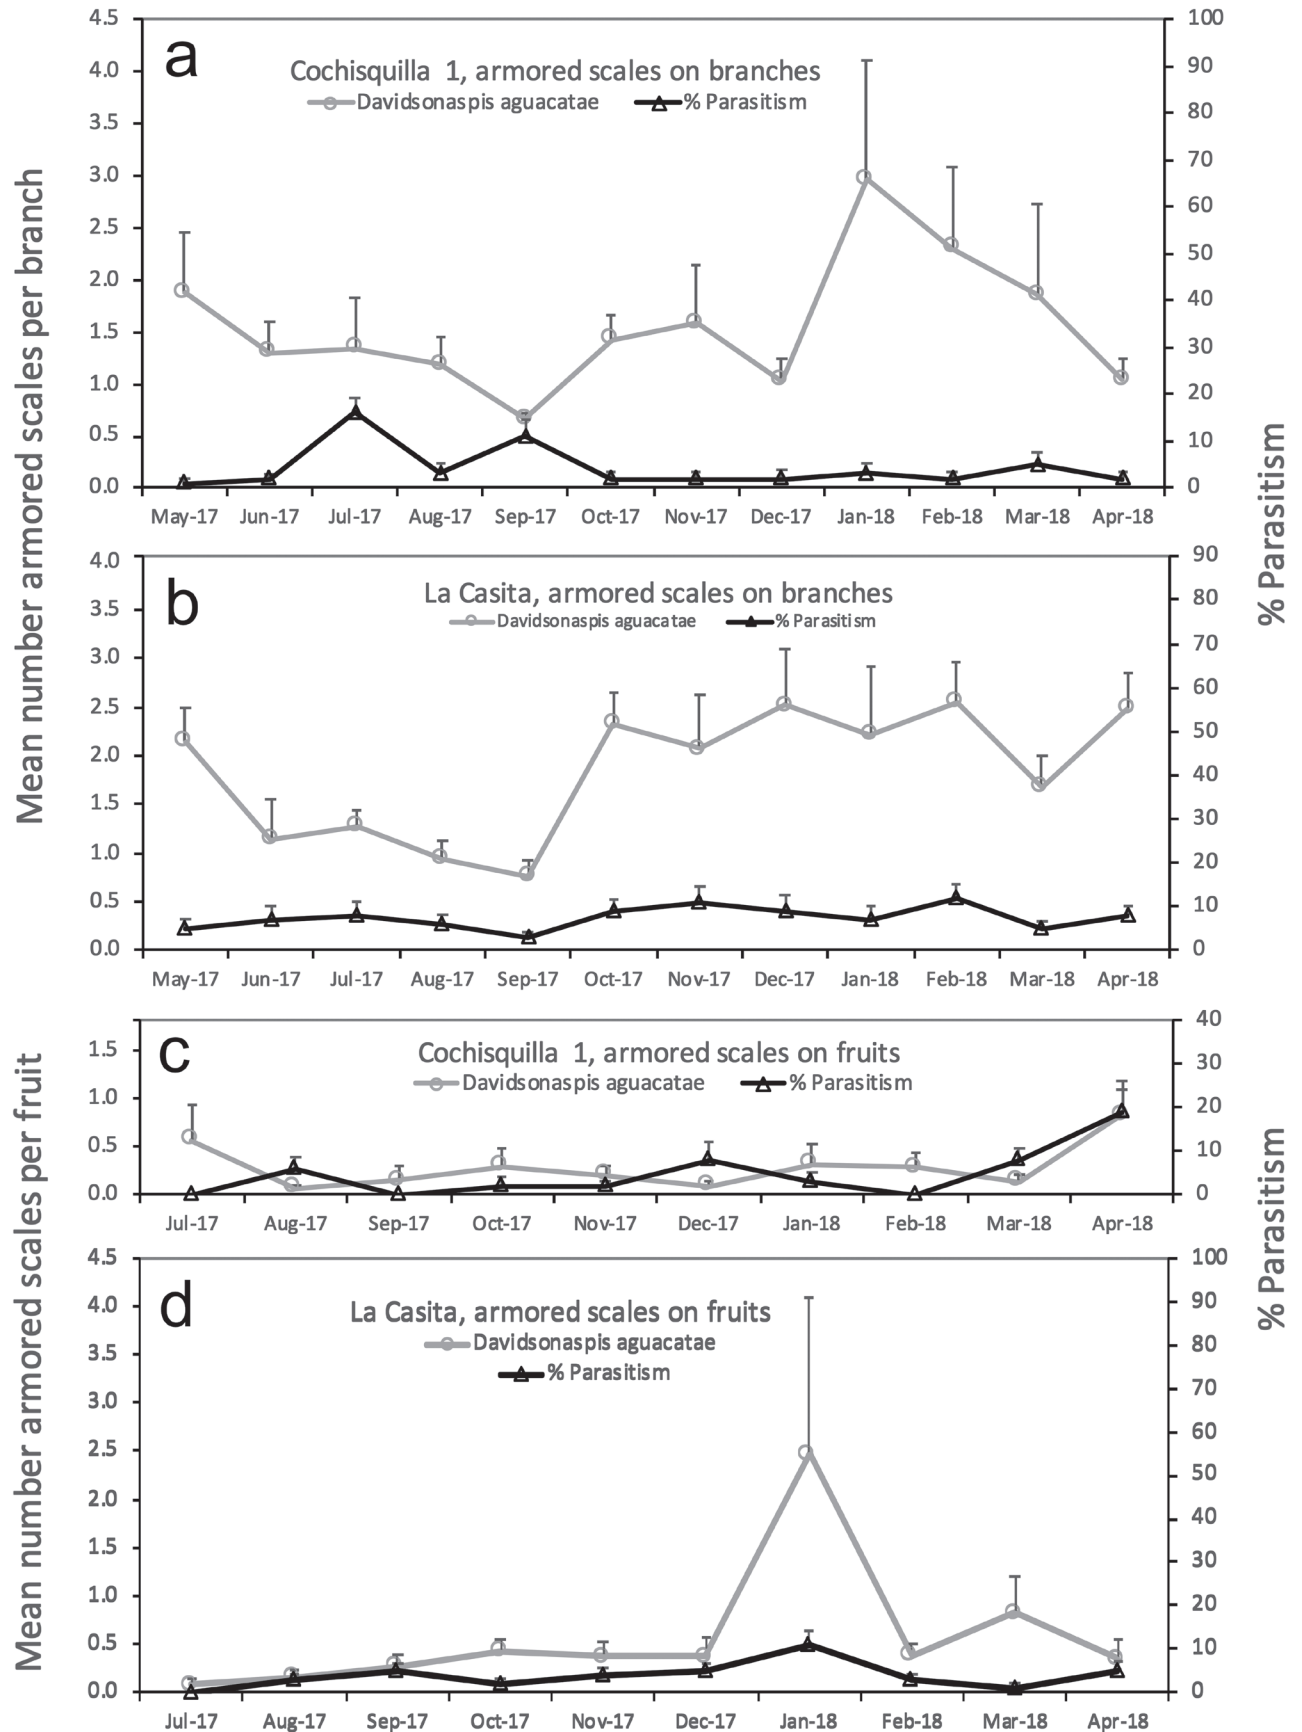 Mean number armored scales per branch
% Parasitism
a
Cochisquilla 1, armored scales on branches
Davidsonaspis aguacatae
% Parasitism
4.5
4.0
3.5
3.0
2.5
2.0
1.5
1.0
0.5
0.0
100
90
80
70
60
50
40
30
20
10
0
May-17 Jun-17 Jul-17 Aug-17 Sep-17 Oct-17 Nov-17 Dec-17 Jan-18 Feb-18 Mar-18 Apr-18
b
La Casita, armored scales on branches
Davidsonaspis aguacatae
% Parasitism
4.0
3.5
3.0
2.5
2.0
1.5
1.0
0.5
0.0
90
80
70
60
50
40
30
20
10
0
May-17 Jun-17 Jul-17 Aug-17 Sep-17 Oct-17 Nov-17 Dec-17 Jan-18 Feb-18 Mar-18 Apr-18
Mean number armored scales per fruit
% Parasitism
c
Cochisquilla 1, armored scales on fruits
Davidsonaspis aguacatae
% Parasitism
1.5
1.0
0.5
0.0
40
30
20
10
0
Jul-17 Aug-17 Sep-17 Oct-17 Nov-17 Dec-17 Jan-18 Feb-18 Mar-18 Apr-18
d
La Casita, armored scales on fruits
Davidsonaspis aguacatae
% Parasitism
4.5
4.0
3.5
3.0
2.5
2.0
1.5
1.0
0.5
0.0
100
90
80
70
60
50
40
30
20
10
0
Jul-17 Aug-17 Sep-17 Oct-17 Nov-17 Dec-17 Jan-18 Feb-18 Mar-18 Apr-18